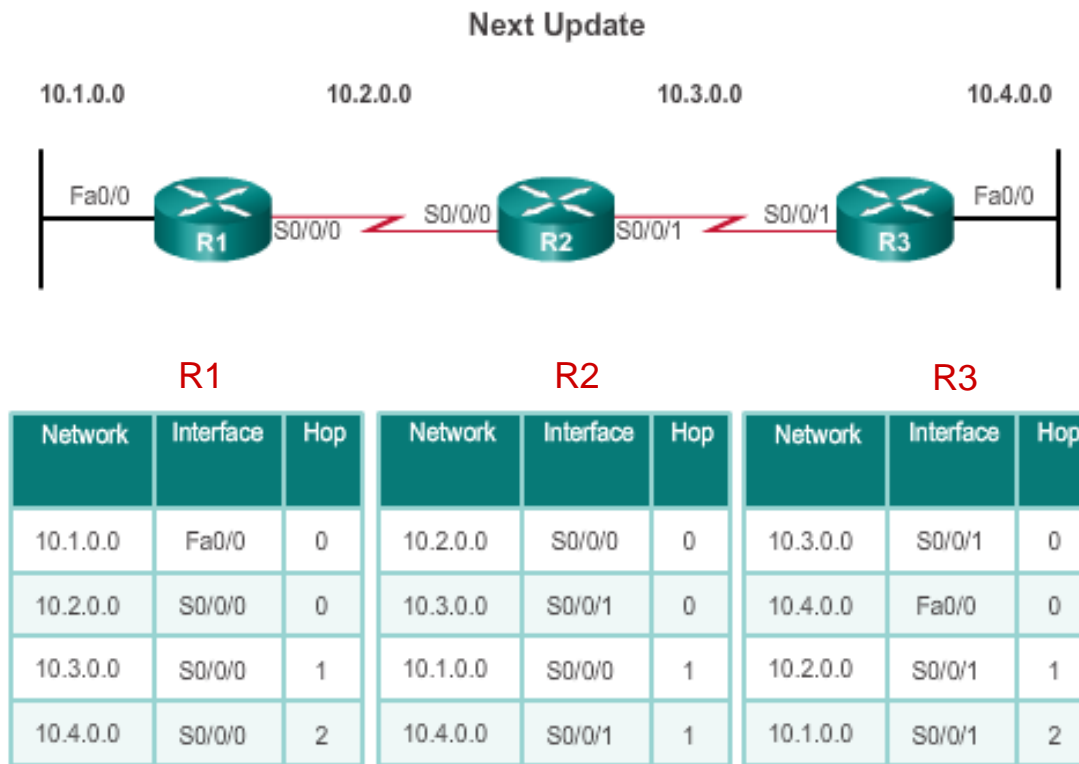 Next Update
10.1.0.0 10.2.0.0 10.3.0.0 10.4.0.0
Fa0/0 S0/0/0 S0/0/0 S0/0/1 S0/0/1 Fa0/0
R1 R2 R3
R1 R2 R3
Network Interface Hop Network Interface Hop Network Interface Hop
10.1.0.0 Fa0/0 0 10.2.0.0 S0/0/0 0 10.3.0.0 S0/0/1 0
10.2.0.0 S0/0/0 0 10.3.0.0 S0/0/1 0 10.4.0.0 Fa0/0 0
10.3.0.0 S0/0/0 1 10.1.0.0 S0/0/0 1 10.2.0.0 S0/0/1 1
10.4.0.0 S0/0/0 2 10.4.0.0 S0/0/1 1 10.1.0.0 S0/0/1 2